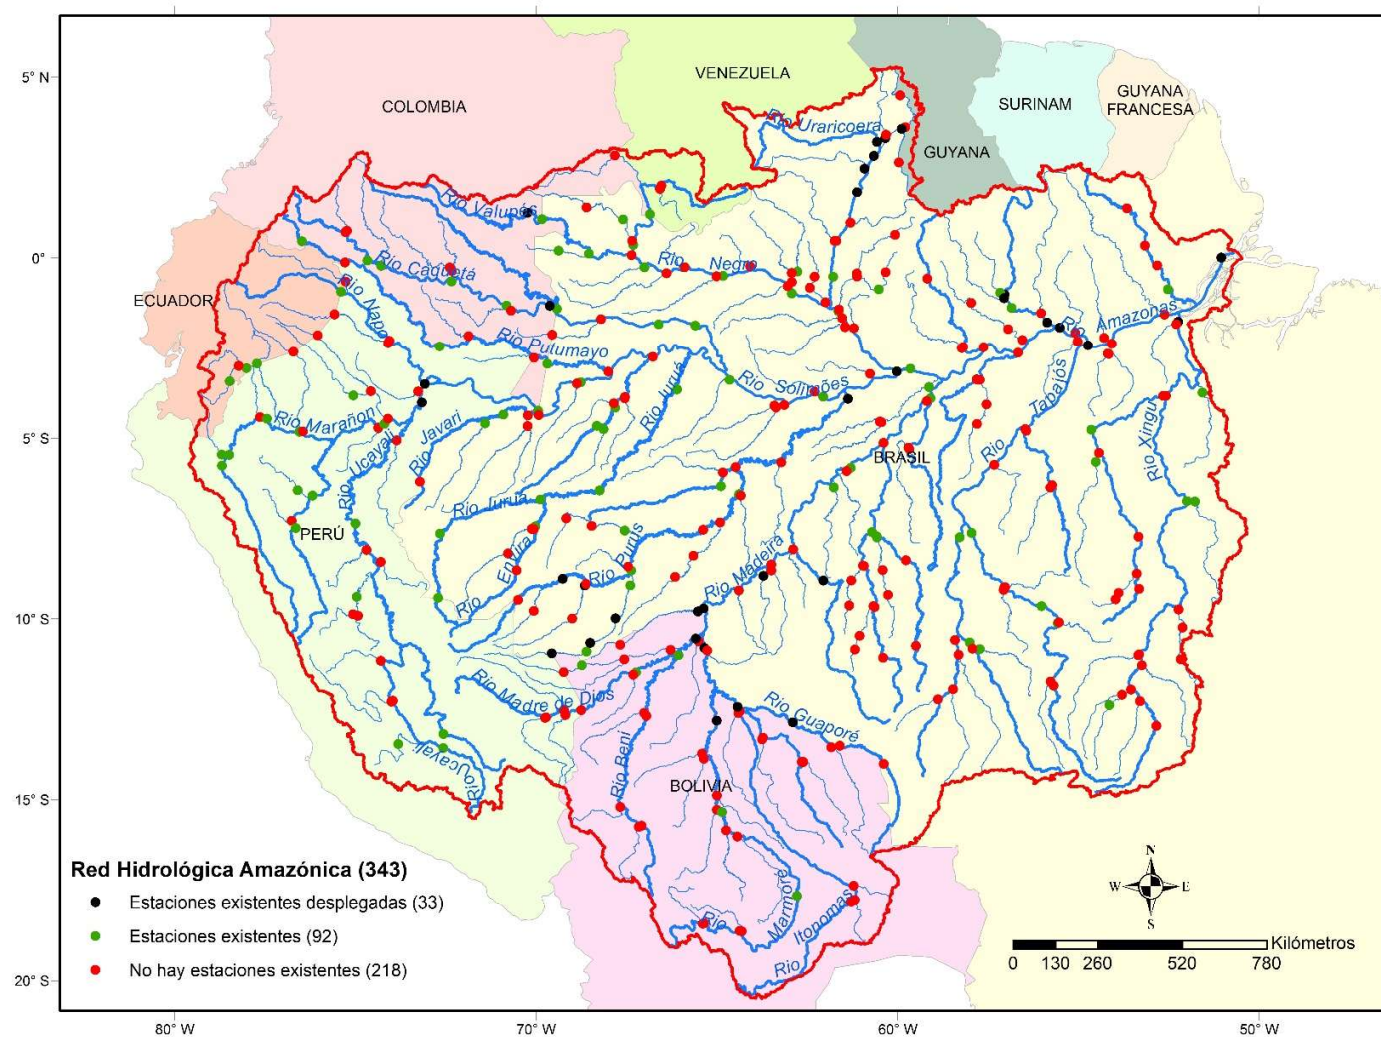 5° N
0°
5° S
10° S
15° S
20° S
80° W
70° W
60° W
50° W
COLOMBIA
VENEZUELA
GUYANA
SURINAM
GUYANA
FRANCESA
ECUADOR
PERÚ
BRASIL
BOLIVIA
Río Uraricoera
Río Valupés
Río Caquetá
Río Negro
Río Napo
Río Putumayo
Río Amazonas
Río Solimões
Río Marañon
Río Ucayali
Río Javari
Río Juruá
Río Juruá
Río Tapajós
Río Xingu
Río Envira
Río Purus
Río Madeira
Río Madre de Dios
Río Guaporé
Río Beni
Río Ucayali
Río Marmoré
Río Itonomas
Red Hidrológica Amazónica (343)
Estaciones existentes desplegadas (33)
Estaciones existentes (92)
No hay estaciones existentes (218)
N
W E
S
Kilómetros
0 130 260 520 780